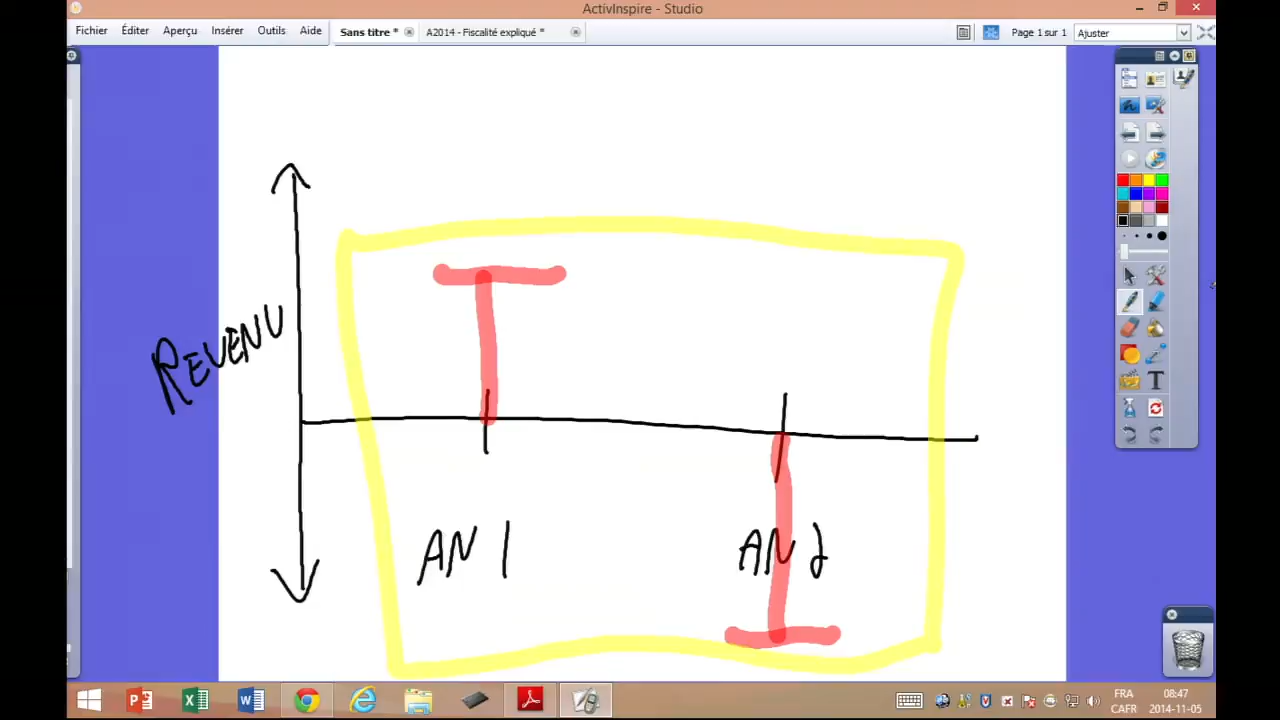 ActivInspire - Studio
Fichier Éditer Aperçu Insérer Outils Aide
Sans titre * A2014 - Fiscalité expliqué *
Page 1 sur 1 Ajuster
REVENU
AN 1
AN 2
FRA
CAFR
08:47
2014-11-05